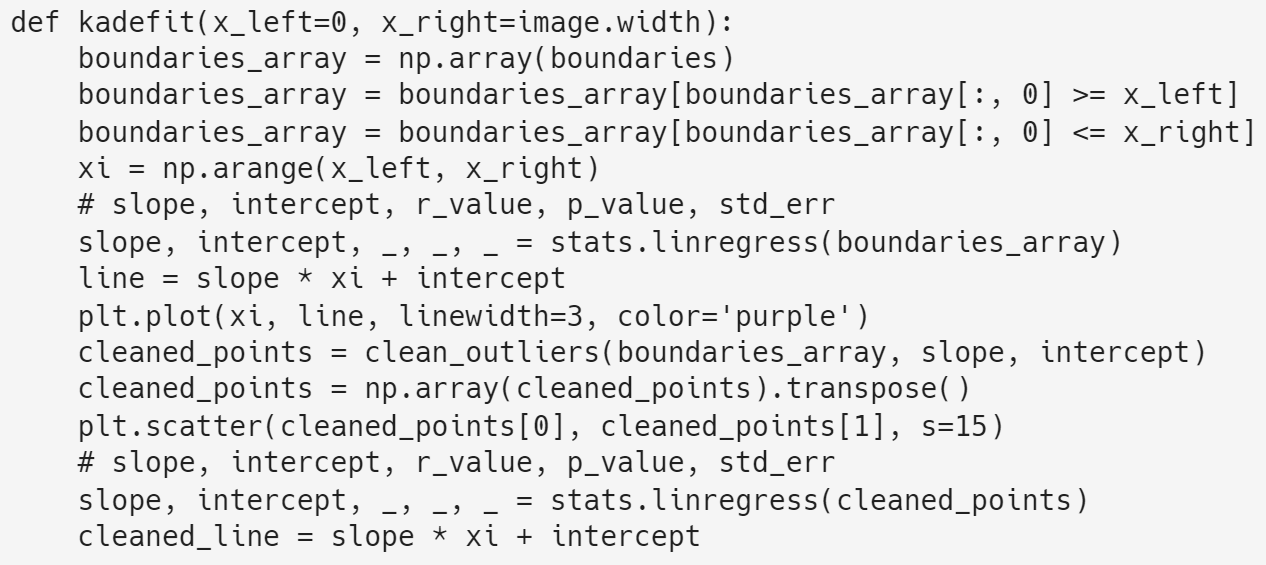 def kadefit(x_left=0, x_right=image.width):
    boundaries_array = np.array(boundaries)
    boundaries_array = boundaries_array[boundaries_array[:, 0] >= x_left]
    boundaries_array = boundaries_array[boundaries_array[:, 0] <= x_right]
    xi = np.arange(x_left, x_right)
    # slope, intercept, r_value, p_value, std_err
    slope, intercept, _, _, _ = stats.linregress(boundaries_array)
    line = slope * xi + intercept
    plt.plot(xi, line, linewidth=3, color='purple')
    cleaned_points = clean_outliers(boundaries_array, slope, intercept)
    cleaned_points = np.array(cleaned_points).transpose()
    plt.scatter(cleaned_points[0], cleaned_points[1], s=15)
    # slope, intercept, r_value, p_value, std_err
    slope, intercept, _, _, _ = stats.linregress(cleaned_points)
    cleaned_line = slope * xi + intercept